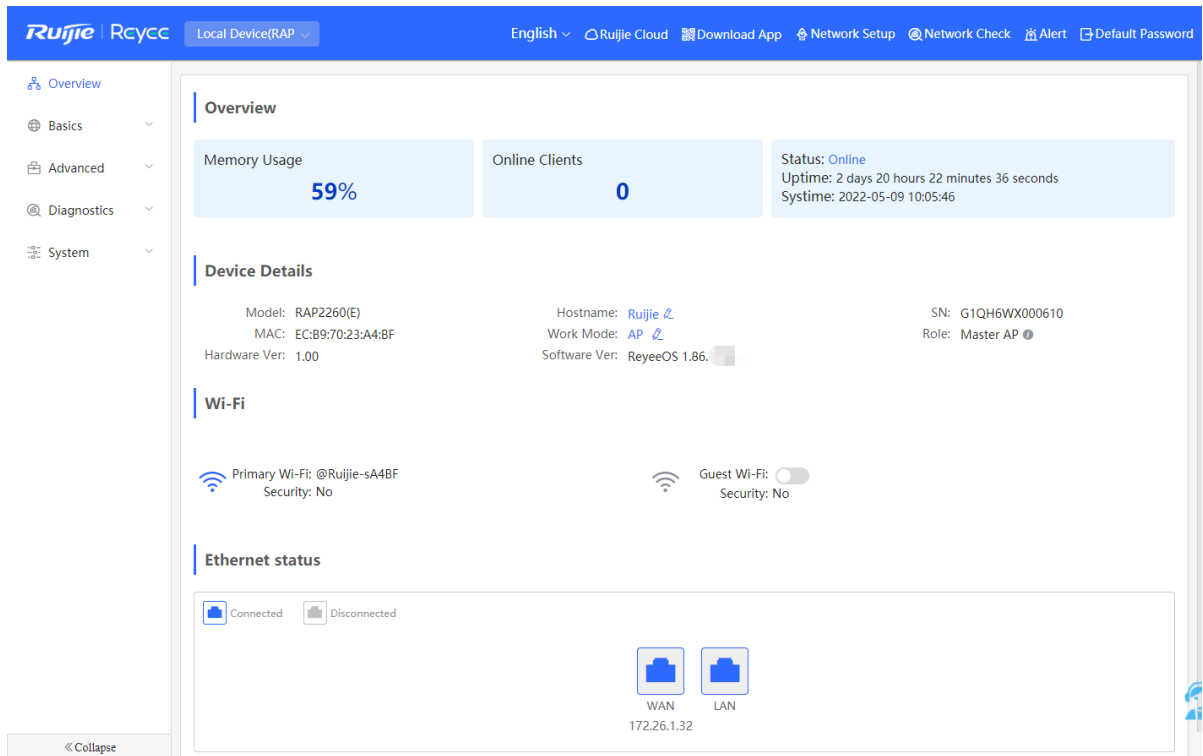 Ruijie | Reyee Local Device(RAP English Ruijie Cloud Download App Network Setup Network Check Alert Default Password
Overview
Basics
Advanced
Diagnostics
System
«Collapse
Overview
Memory Usage
59%
Online Clients
0
Status: Online
Uptime: 2 days 20 hours 22 minutes 36 seconds
Systime: 2022-05-09 10:05:46
Device Details
Model: RAP2260(E) Hostname: Ruijie SN: G1QH6WX000610
MAC: EC:B9:70:23:A4:BF Work Mode: AP Role: Master AP
Hardware Ver: 1.00 Software Ver: ReyeeOS 1.86.
Wi-Fi
Primary Wi-Fi: @Ruijie-sA4BF Guest Wi-Fi:
Security: No Security: No
Ethernet status
Connected Disconnected
WAN LAN
172.26.1.32